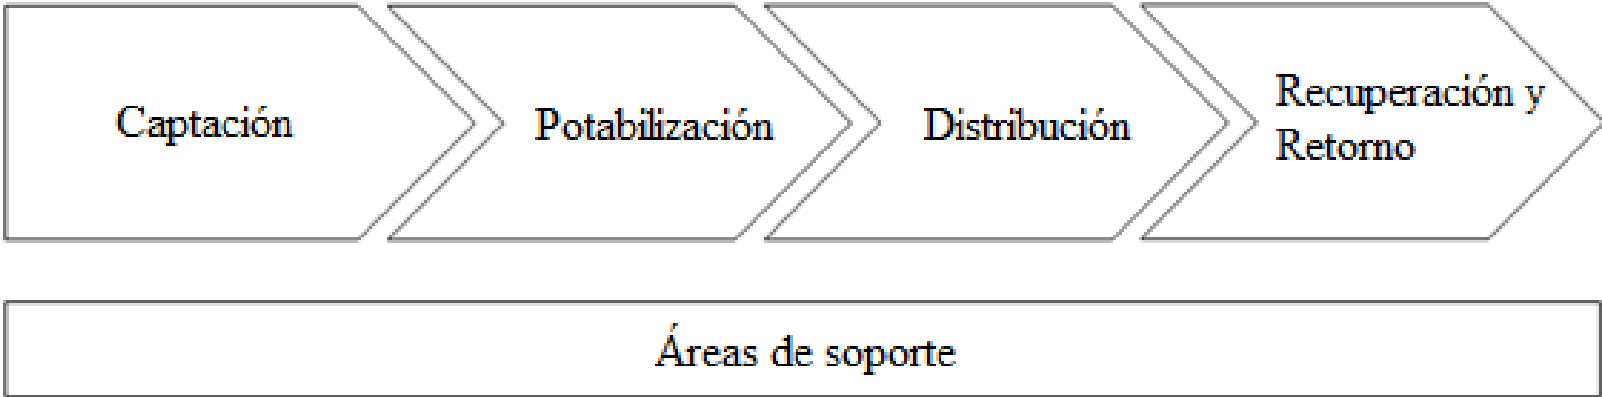 Captación
Potabilización
Distribución
Recuperación y
Retorno
Áreas de soporte